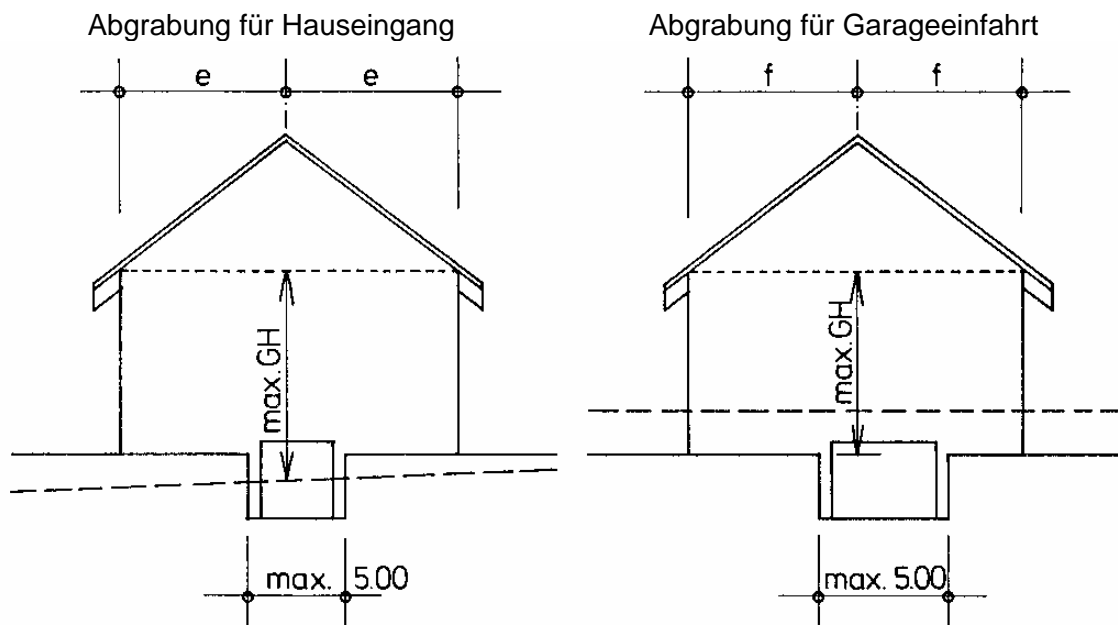 Abgrabung für Hauseingang
e e
max. GH
max. 5.00
Abgrabung für Garageeinfahrt
f f
max. GH
max. 5.00